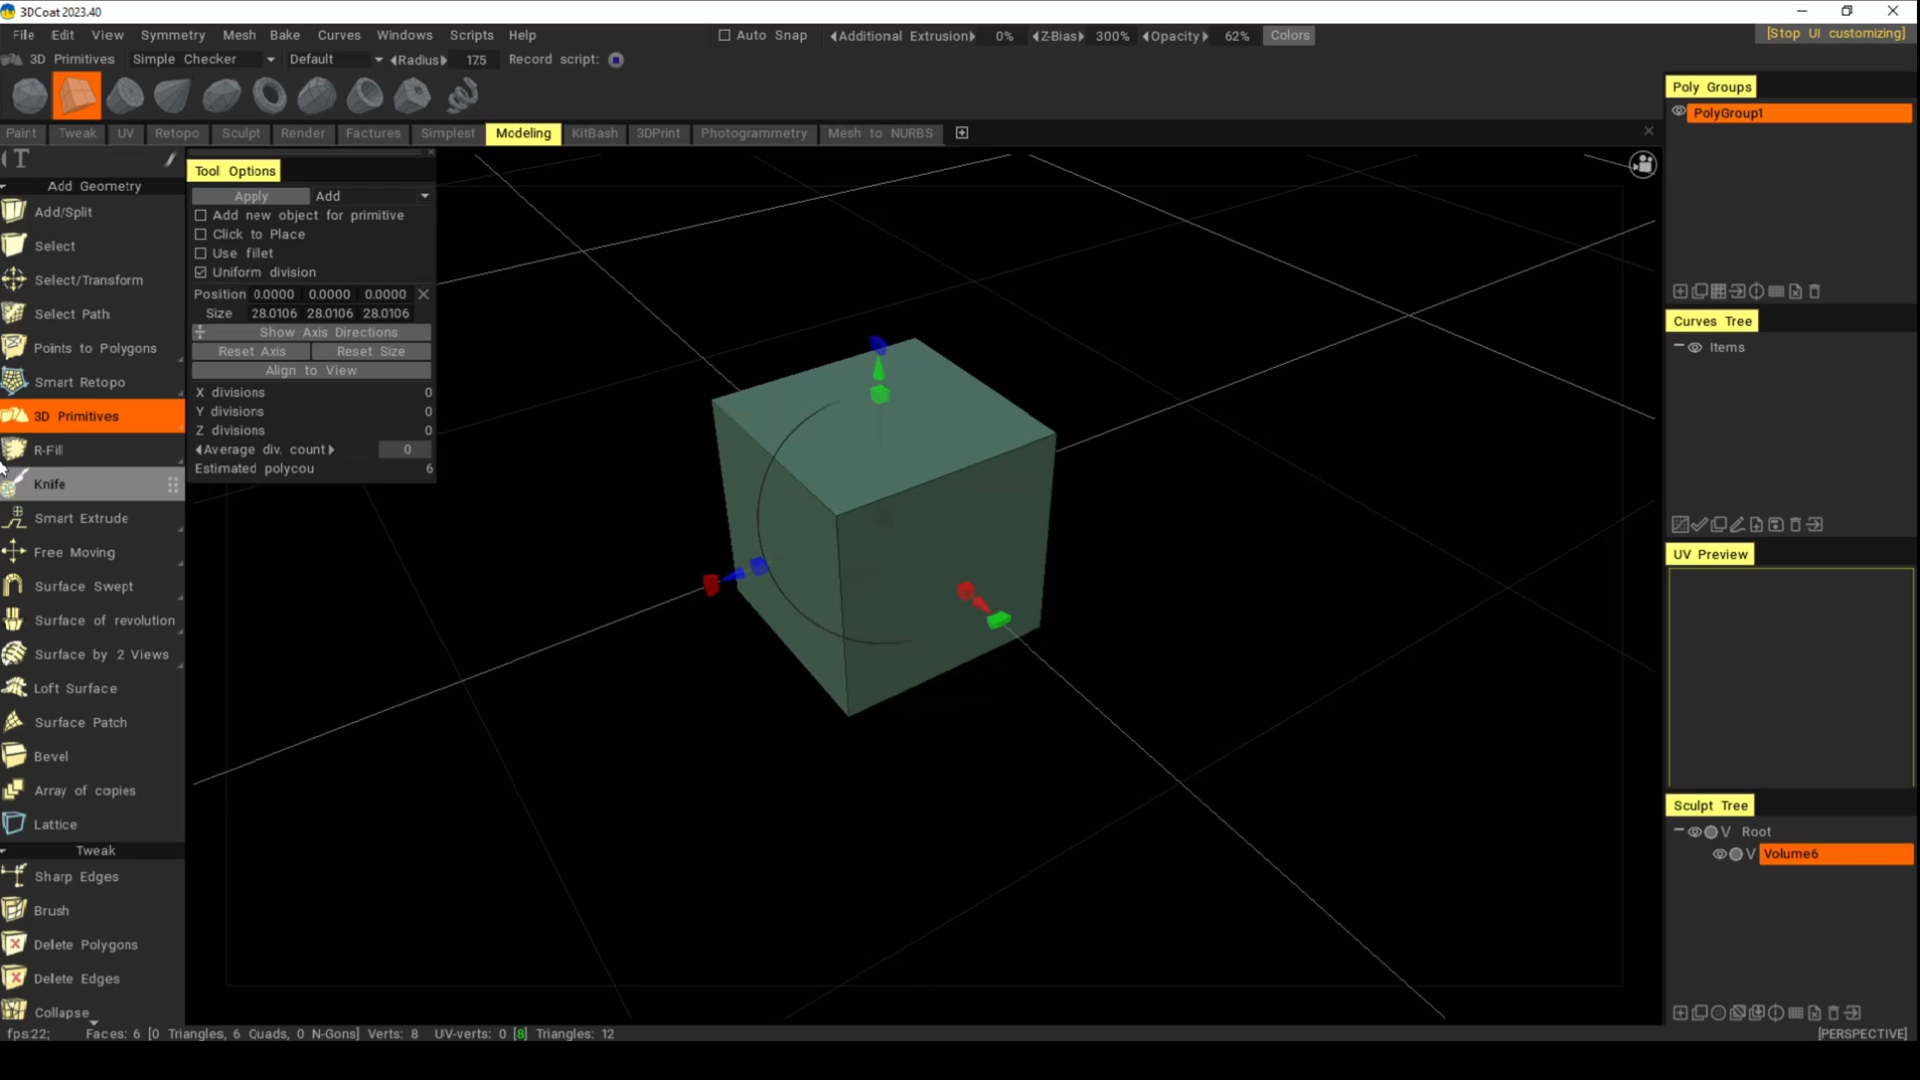 3DCoat 2023.40
File Edit View Symmetry Mesh Bake Curves Windows Scripts Help
Auto Snap Additional Extrusion 0% Z-Bias 300% Opacity 62% Colors
[Stop UI customizing]
3D Primitives Simple Checker Default Radius 175 Record script:
Paint Tweak UV Retopo Sculpt Render Factures Simplest Modeling KitBash 3DPrint Photogrammetry Mesh to NURBS
T
Add Geometry
Add/Split
Select
Select/Transform
Select Path
Points to Polygons
Smart Retopo
3D Primitives
R-Fill
Knife
Smart Extrude
Free Moving
Surface Swept
Surface of revolution
Surface by 2 Views
Loft Surface
Surface Patch
Bevel
Array of copies
Lattice
Tweak
Sharp Edges
Brush
Delete Polygons
Delete Edges
Collapse
Tool Options
Apply Add
Add new object for primitive
Click to Place
Use fillet
Uniform division
Position 0.0000 0.0000 0.0000
Size 28.0106 28.0106 28.0106
Show Axis Directions
Reset Axis Reset Size
Align to View
X divisions 0
Y divisions 0
Z divisions 0
Average div. count 0
Estimated polycou 6
Poly Groups
PolyGroup1
Curves Tree
Items
UV Preview
Sculpt Tree
V Root
V Volume6
fps:22; Faces: 6 [0 Triangles, 6 Quads, 0 N-Gons] Verts: 8 UV-verts: 0 [8] Triangles: 12
[PERSPECTIVE]